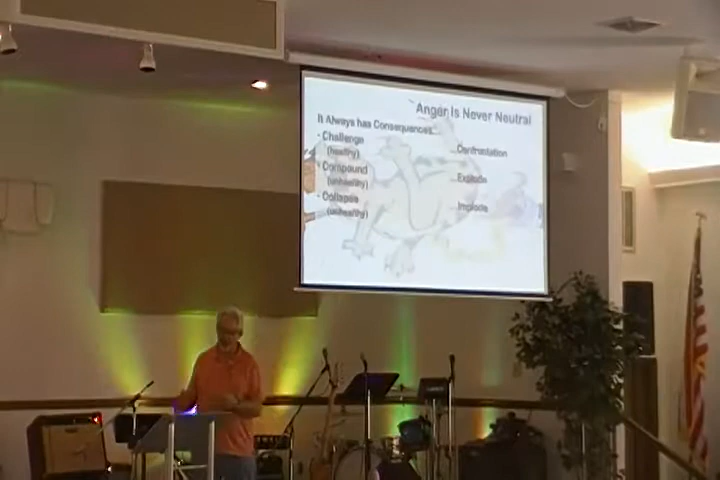 Anger Is Never Neutral
It Always has Consequences...
- Challenge ...Confrontation
(healthy)
- Compound ...Explode
(unhealthy)
- Collapse ...Implode
(unhealthy)